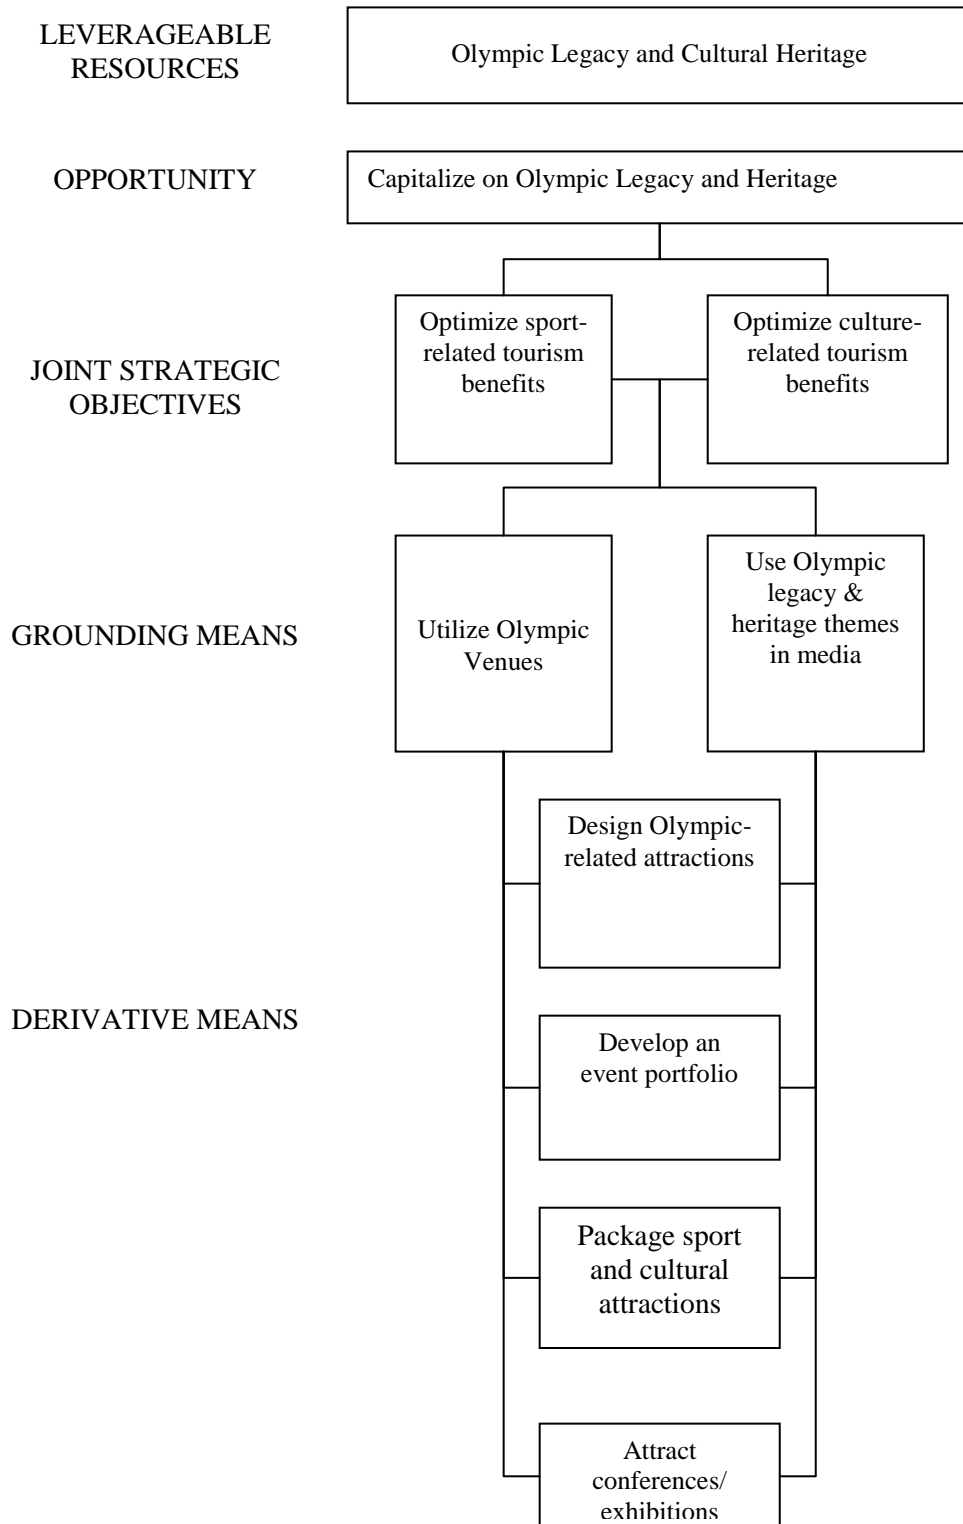 LEVERAGEABLE
RESOURCES
Olympic Legacy and Cultural Heritage
OPPORTUNITY
Capitalize on Olympic Legacy and Heritage
JOINT STRATEGIC
OBJECTIVES
Optimize sport-
related tourism
benefits
Optimize culture-
related tourism
benefits
GROUNDING MEANS
Utilize Olympic
Venues
Use Olympic
legacy &
heritage themes
in media
DERIVATIVE MEANS
Design Olympic-
related attractions
Develop an
event portfolio
Package sport
and cultural
attractions
Attract
conferences/
exhibitions